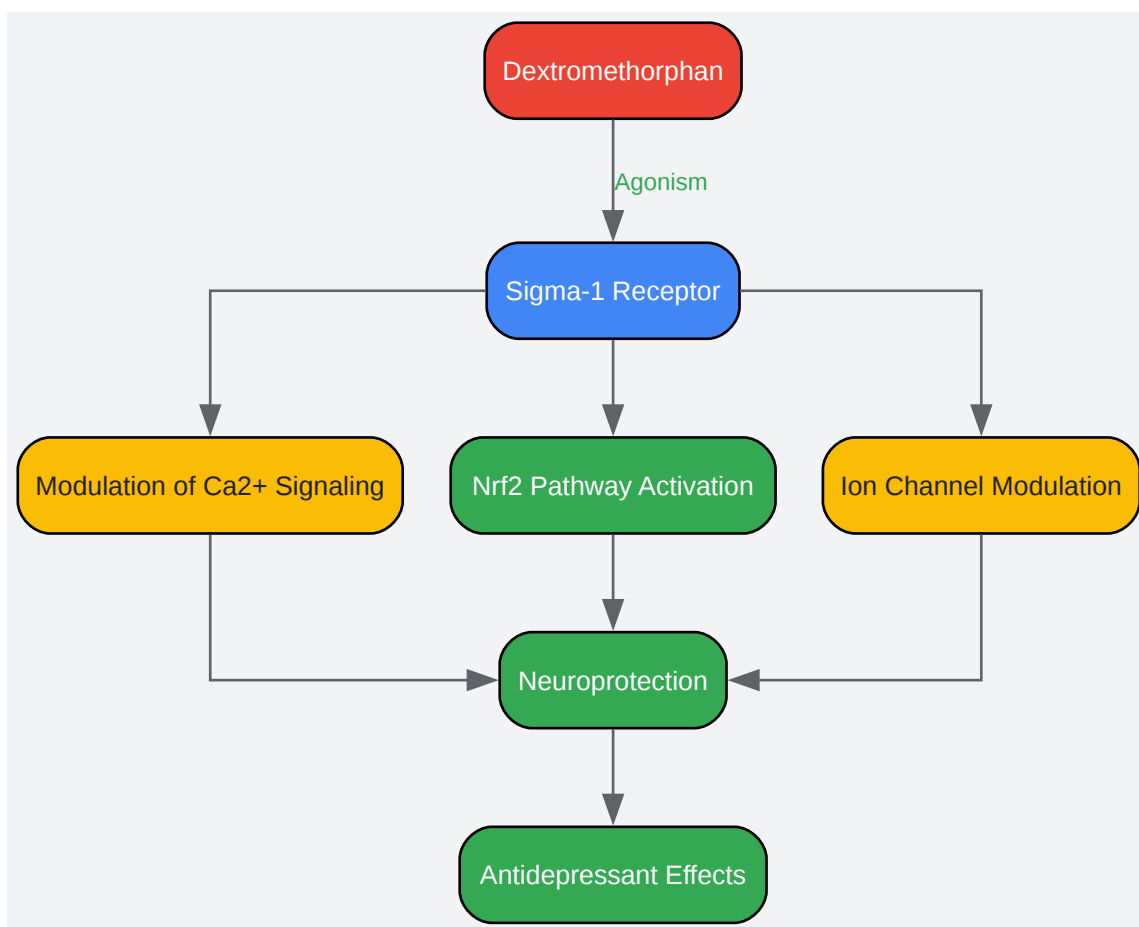 Dextromethorphan
Agonism
Sigma-1 Receptor
Modulation of Ca2+ Signaling
Nrf2 Pathway Activation
Ion Channel Modulation
Neuroprotection
Antidepressant Effects